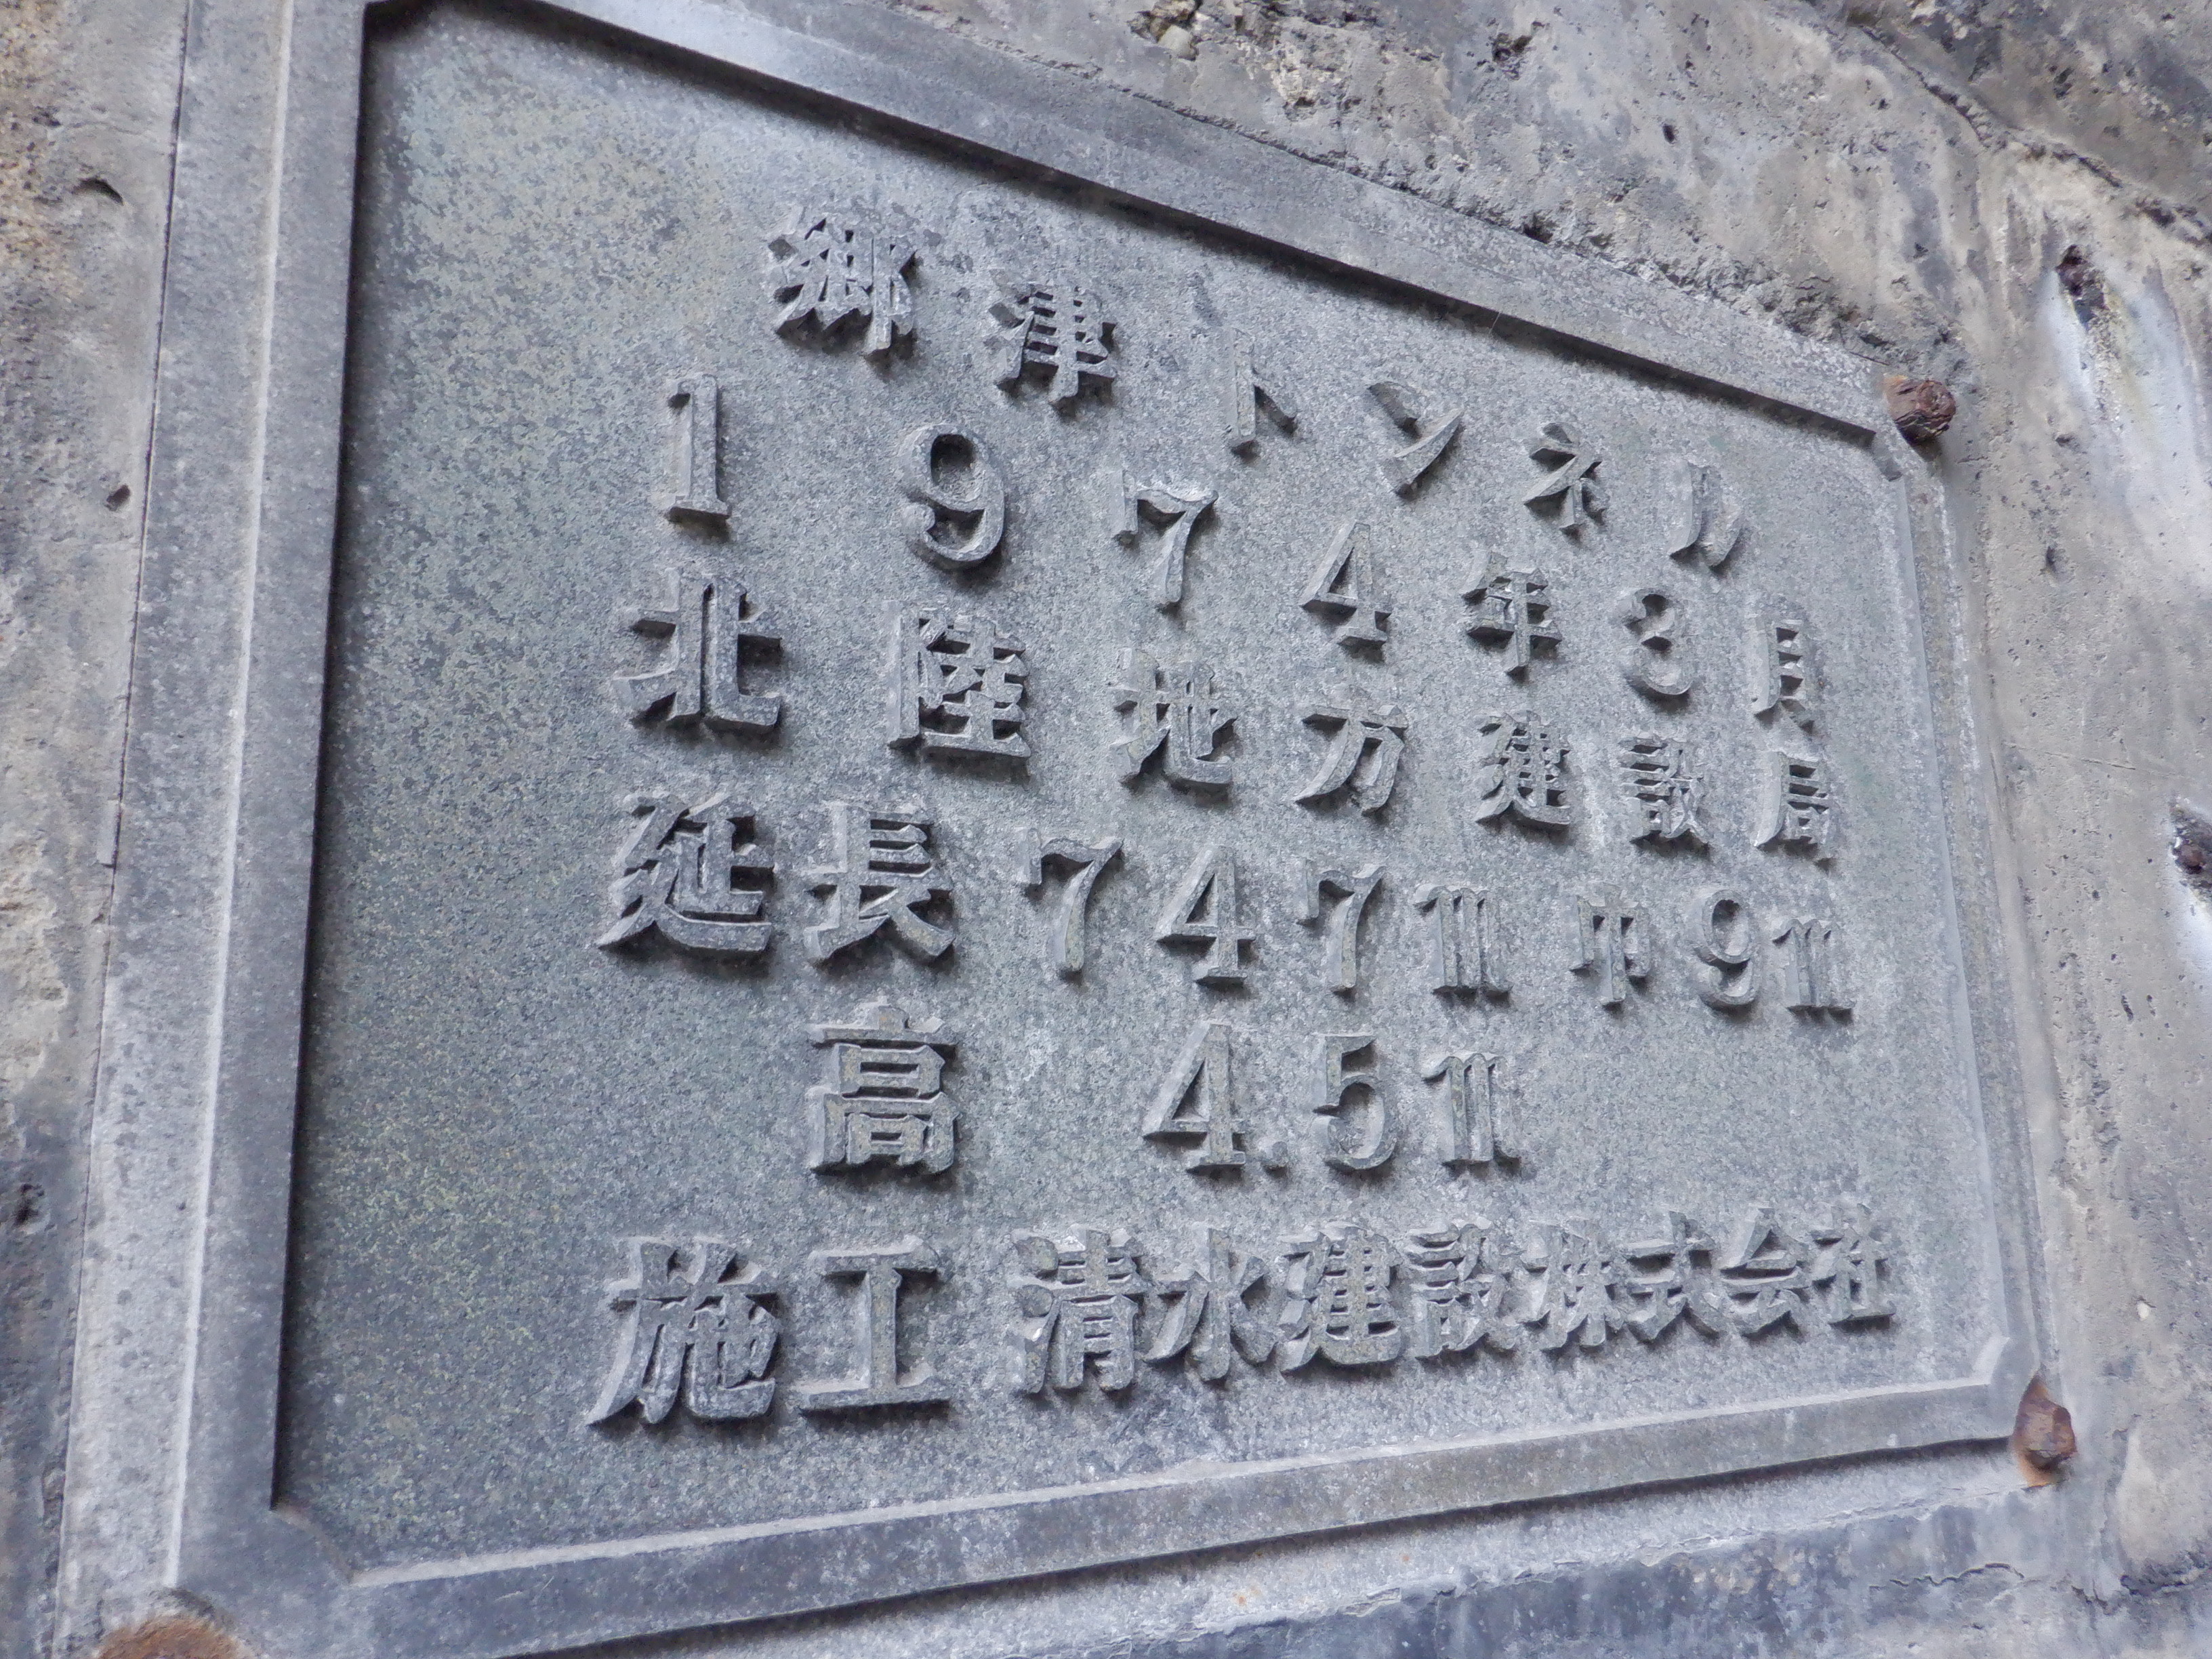 郷津トンネル
1974年3月
北陸地方建設局
延長747m巾9m
高 4.5m
施工 清水建設株式会社